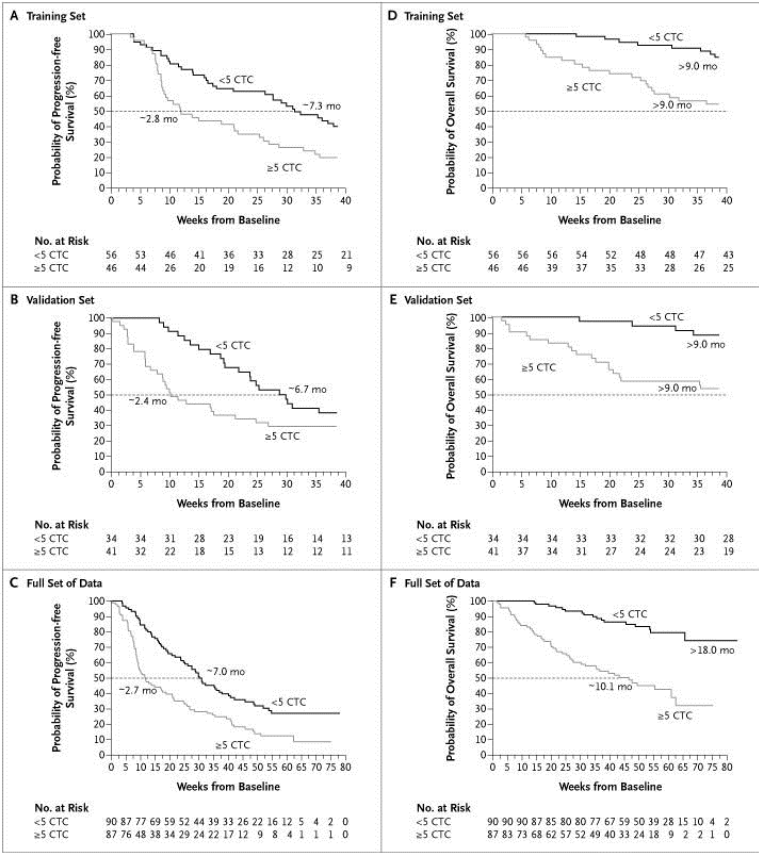 A Training Set
Probability of Progression-free
Survival (%)
100
90
80
70
60
50
40
30
20
10
0
<5 CTC
~7.3 mo
~2.8 mo
≥5 CTC
0 5 10 15 20 25 30 35 40
Weeks from Baseline
No. at Risk
<5 CTC 56 53 46 41 36 33 28 25 21
≥5 CTC 46 44 26 20 19 16 12 10 9
D Training Set
Probability of Overall Survival (%)
100
90
80
70
60
50
40
30
20
10
0
<5 CTC
>9.0 mo
≥5 CTC
>9.0 mo
0 5 10 15 20 25 30 35 40
Weeks from Baseline
No. at Risk
<5 CTC 56 56 56 54 52 48 48 47 43
≥5 CTC 46 46 39 37 35 33 28 26 25
B Validation Set
Probability of Progression-free
Survival (%)
100
90
80
70
60
50
40
30
20
10
0
<5 CTC
~6.7 mo
~2.4 mo
≥5 CTC
0 5 10 15 20 25 30 35 40
Weeks from Baseline
No. at Risk
<5 CTC 34 34 31 28 23 19 16 14 13
≥5 CTC 41 32 22 18 15 13 12 12 11
E Validation Set
Probability of Overall Survival (%)
100
90
80
70
60
50
40
30
20
10
0
<5 CTC
>9.0 mo
≥5 CTC
>9.0 mo
0 5 10 15 20 25 30 35 40
Weeks from Baseline
No. at Risk
<5 CTC 34 34 34 33 33 32 32 30 28
≥5 CTC 41 37 34 31 27 24 24 23 19
C Full Set of Data
Probability of Progression-free
Survival (%)
100
90
80
70
60
50
40
30
20
10
0
~7.0 mo
~2.7 mo
<5 CTC
≥5 CTC
0 5 10 15 20 25 30 35 40 45 50 55 60 65 70 75 80
Weeks from Baseline
No. at Risk
<5 CTC 90 87 77 69 59 52 44 39 33 26 22 16 12 5 4 2 0
≥5 CTC 87 76 48 38 34 29 24 22 17 12 9 8 4 1 1 1 0
F Full Set of Data
Probability of Overall Survival (%)
100
90
80
70
60
50
40
30
20
10
0
<5 CTC
>18.0 mo
~10.1 mo
≥5 CTC
0 5 10 15 20 25 30 35 40 45 50 55 60 65 70 75 80
Weeks from Baseline
No. at Risk
<5 CTC 90 90 90 87 85 80 80 77 67 59 50 39 28 15 10 4 2
≥5 CTC 87 83 73 68 62 57 52 49 40 33 24 18 9 2 2 1 0